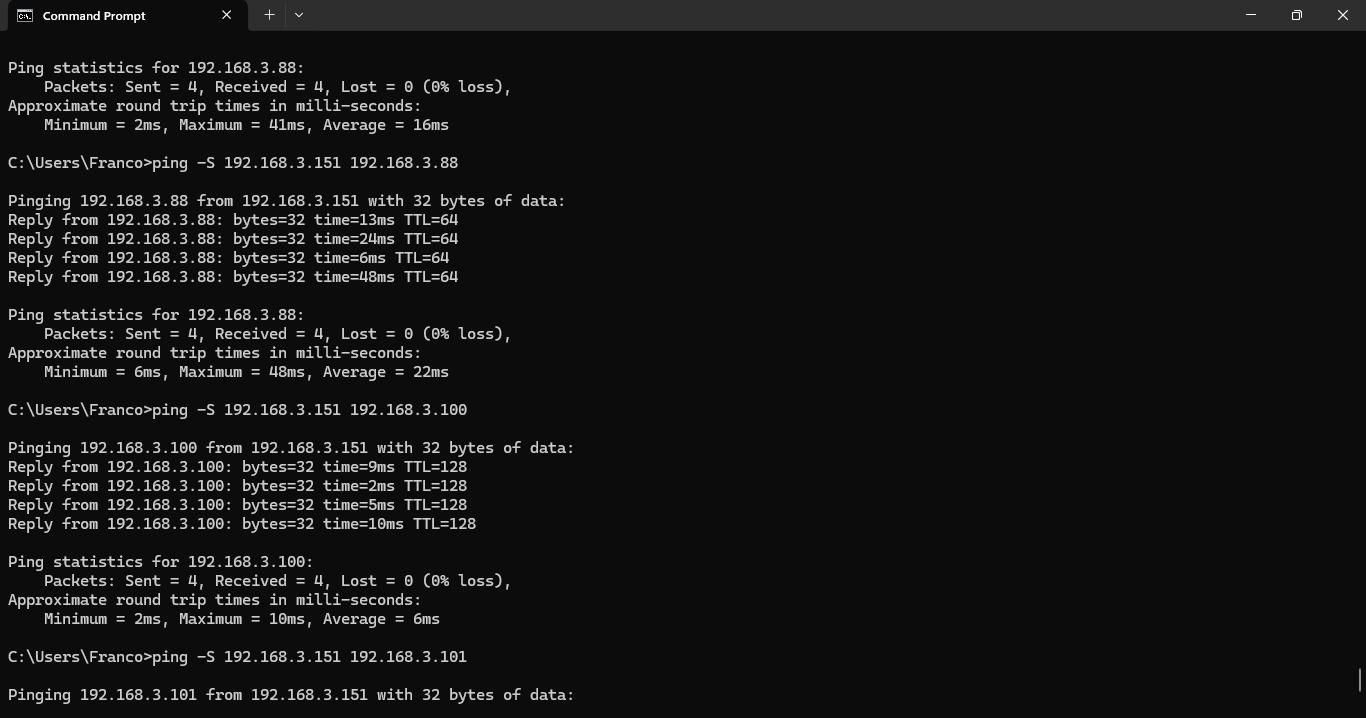 Command Prompt
Ping statistics for 192.168.3.88:
    Packets: Sent = 4, Received = 4, Lost = 0 (0% loss),
Approximate round trip times in milli-seconds:
    Minimum = 2ms, Maximum = 41ms, Average = 16ms
C:\Users\Franco>ping -S 192.168.3.151 192.168.3.88
Pinging 192.168.3.88 from 192.168.3.151 with 32 bytes of data:
Reply from 192.168.3.88: bytes=32 time=13ms TTL=64
Reply from 192.168.3.88: bytes=32 time=24ms TTL=64
Reply from 192.168.3.88: bytes=32 time=6ms TTL=64
Reply from 192.168.3.88: bytes=32 time=48ms TTL=64
Ping statistics for 192.168.3.88:
    Packets: Sent = 4, Received = 4, Lost = 0 (0% loss),
Approximate round trip times in milli-seconds:
    Minimum = 6ms, Maximum = 48ms, Average = 22ms
C:\Users\Franco>ping -S 192.168.3.151 192.168.3.100
Pinging 192.168.3.100 from 192.168.3.151 with 32 bytes of data:
Reply from 192.168.3.100: bytes=32 time=9ms TTL=128
Reply from 192.168.3.100: bytes=32 time=2ms TTL=128
Reply from 192.168.3.100: bytes=32 time=5ms TTL=128
Reply from 192.168.3.100: bytes=32 time=10ms TTL=128
Ping statistics for 192.168.3.100:
    Packets: Sent = 4, Received = 4, Lost = 0 (0% loss),
Approximate round trip times in milli-seconds:
    Minimum = 2ms, Maximum = 10ms, Average = 6ms
C:\Users\Franco>ping -S 192.168.3.151 192.168.3.101
Pinging 192.168.3.101 from 192.168.3.151 with 32 bytes of data: